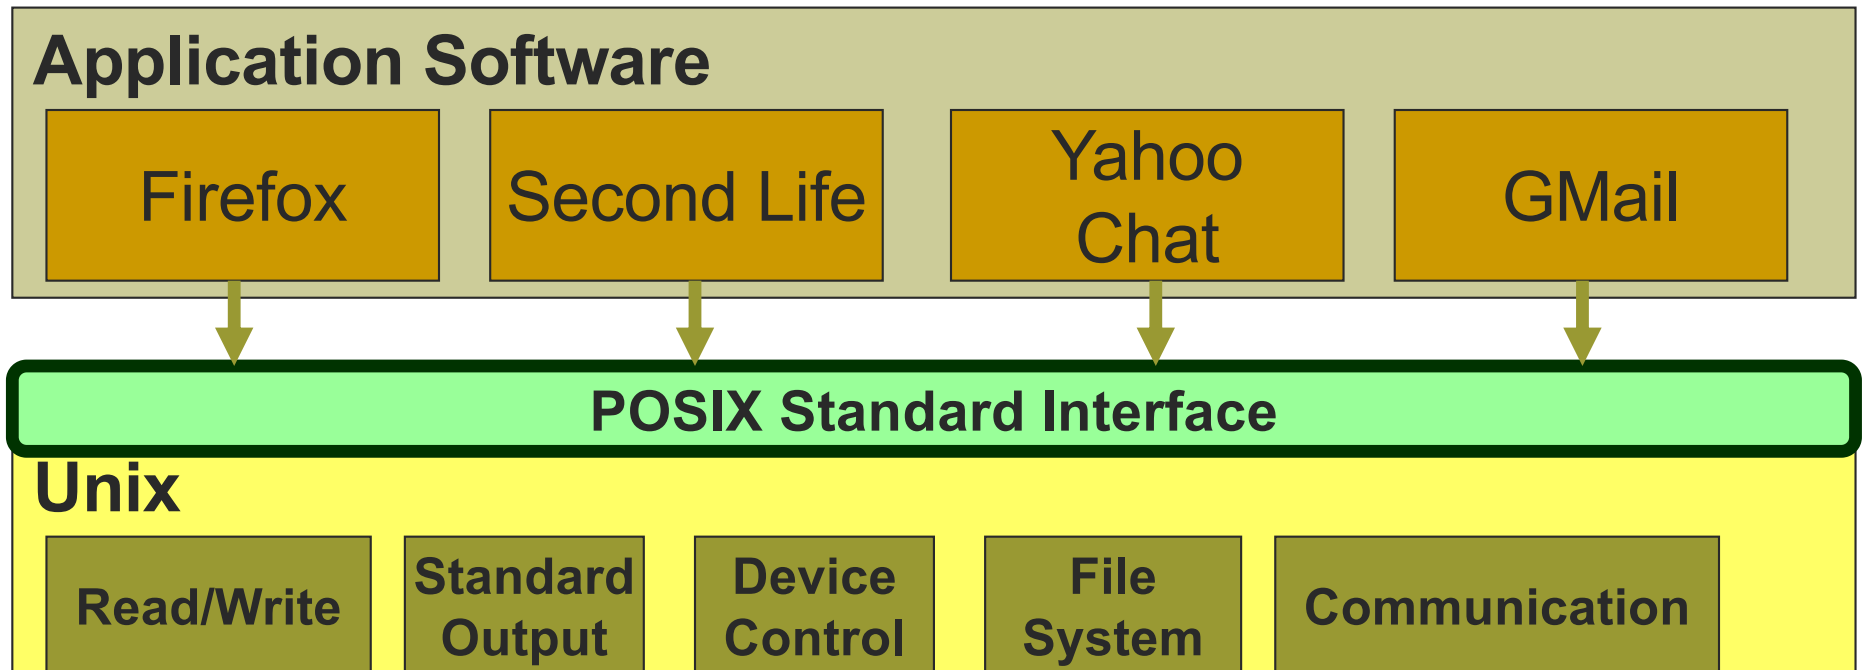 Application Software
Firefox
Second Life
Yahoo
Chat
GMail
POSIX Standard Interface
Unix
Read/Write
Standard
Output
Device
Control
File
System
Communication